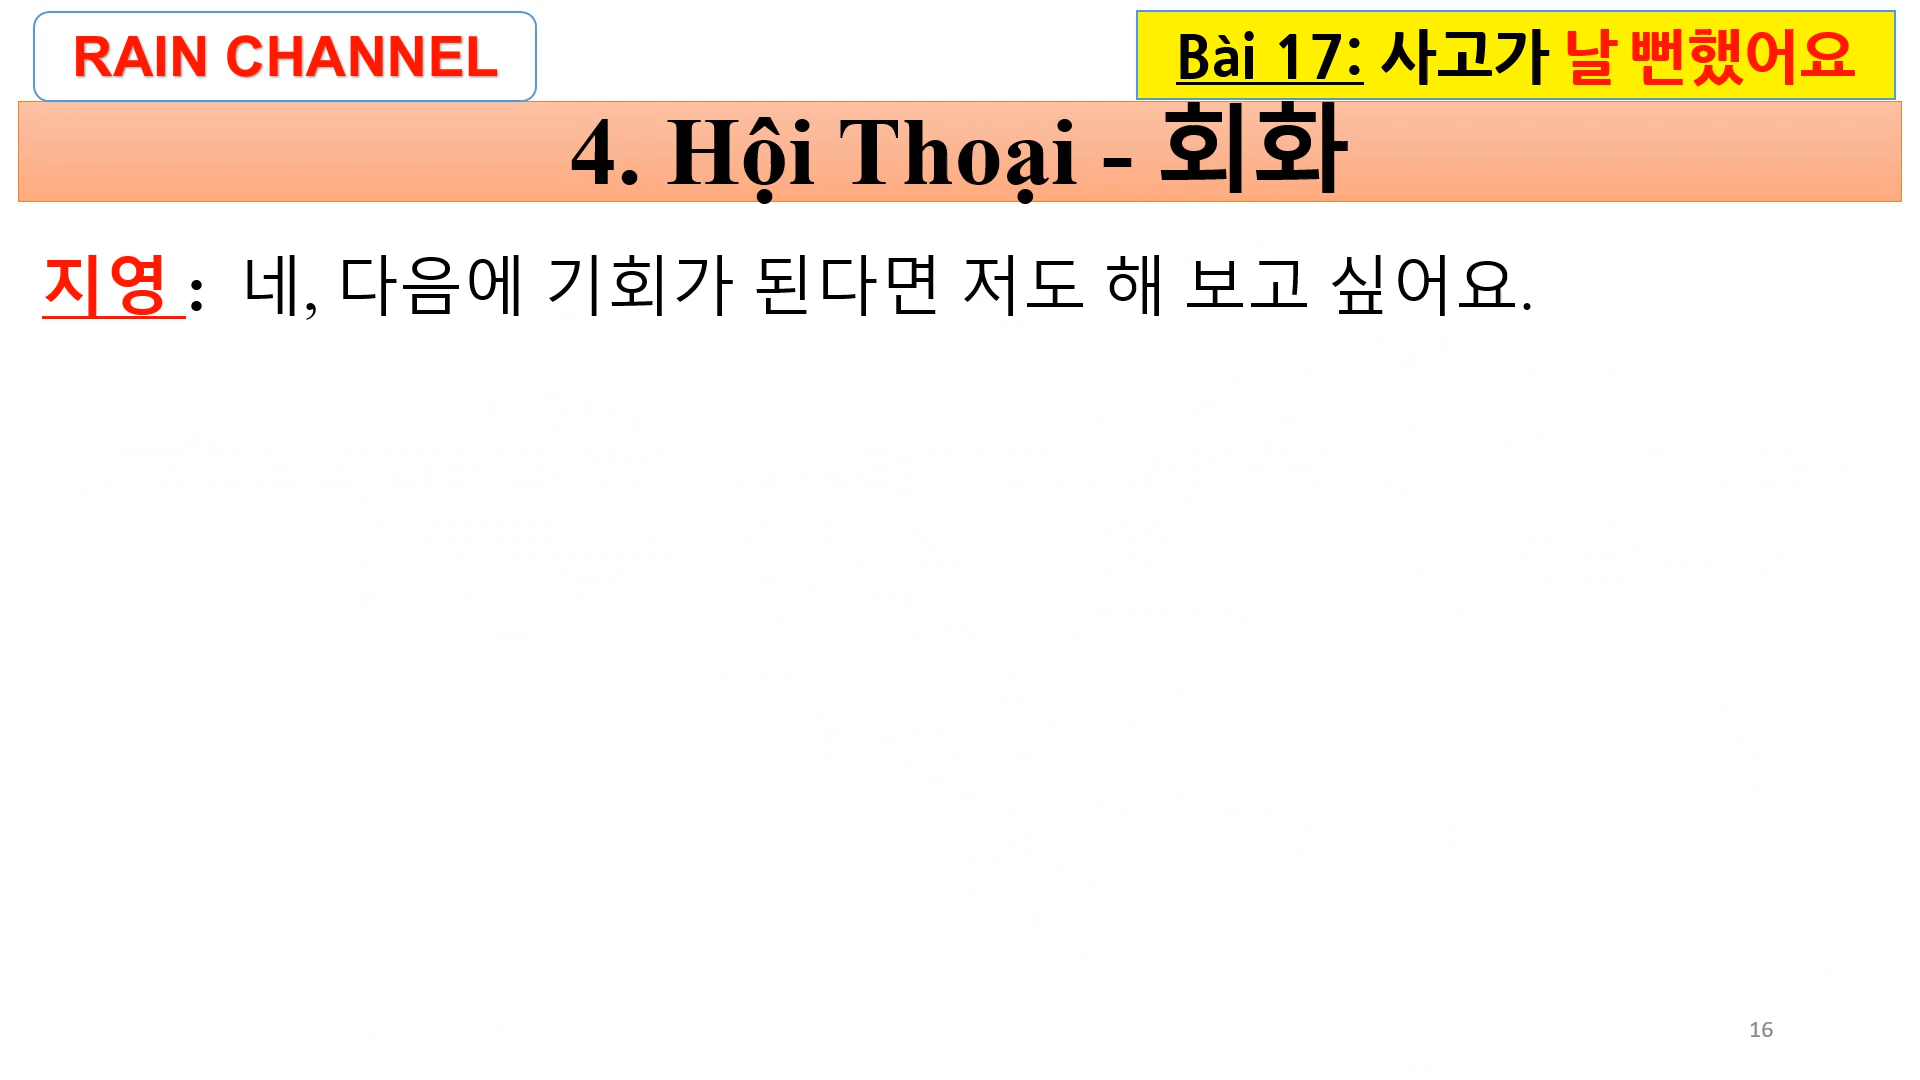 RAIN CHANNEL
Bài 17: 사고가 날 뻔했어요
4. Hội Thoại - 회화
지영 : 네, 다음에 기회가 된다면 저도 해 보고 싶어요.
16